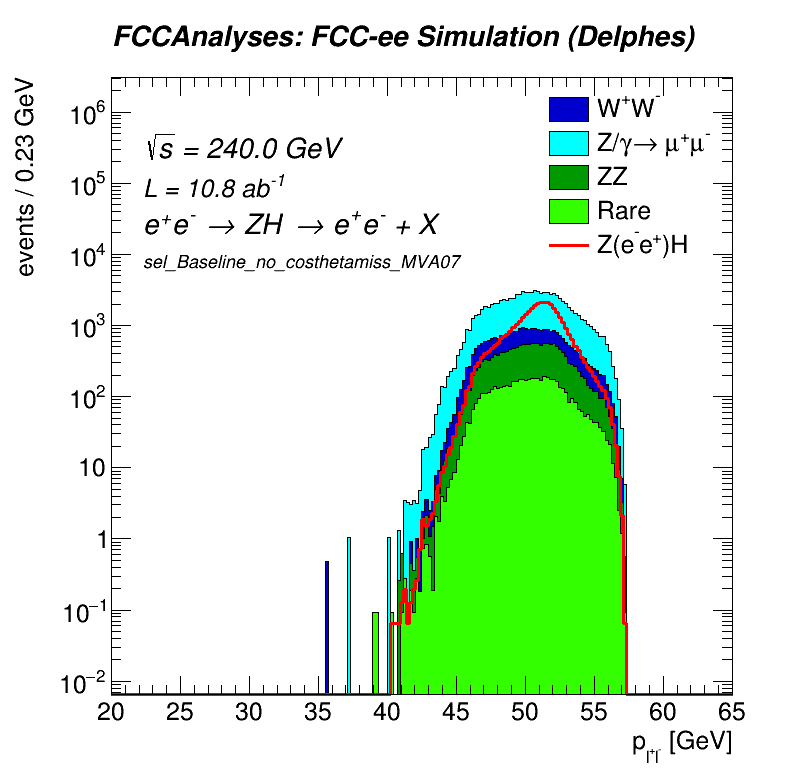 FCCAnalyses: FCC-ee Simulation (Delphes)
events / 0.23 GeV
10⁶
10⁵
10⁴
10³
10²
10
1
10⁻¹
10⁻²
√s = 240.0 GeV
L = 10.8 ab⁻¹
e⁺e⁻ → ZH → e⁺e⁻ + X
sel_Baseline_no_costhetamiss_MVA07
W⁺W⁻
Z/γ→ μ⁺μ⁻
ZZ
Rare
Z(e⁻e⁺)H
20 25 30 35 40 45 50 55 60 65
p_l⁺l⁻ [GeV]